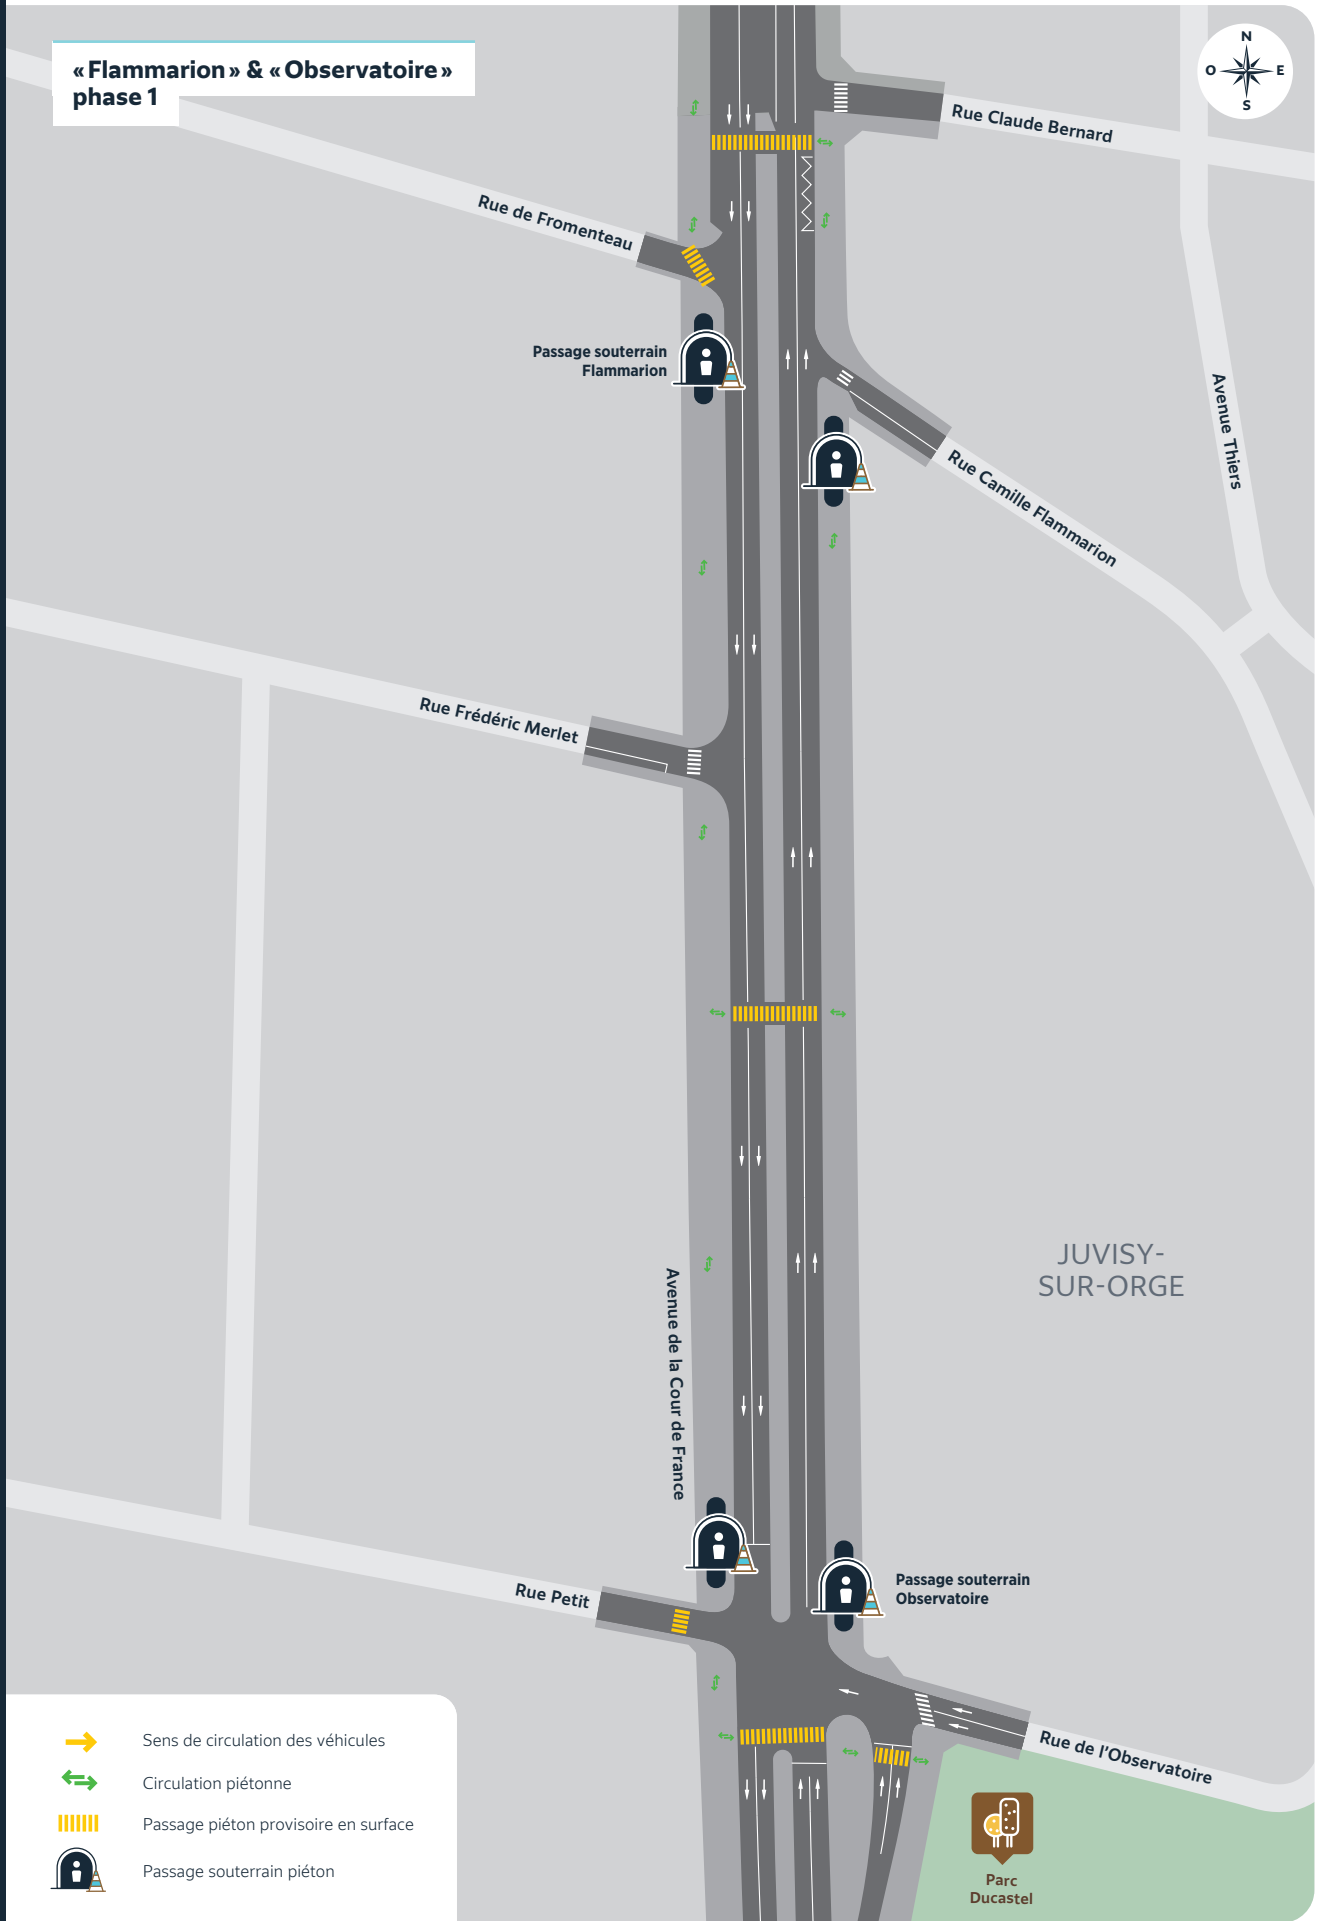 « Flammarion » & « Observatoire »
phase 1
N
O
E
S
Rue Claude Bernard
Rue de Fromenteau
Passage souterrain
Flammarion
Avenue Thiers
Rue Camille Flammarion
Rue Frédéric Merlet
JUVISY-
SUR-ORGE
Avenue de la Cour de France
Passage souterrain
Observatoire
Rue Petit
Rue de l'Observatoire
Sens de circulation des véhicules
Circulation piétonne
Passage piéton provisoire en surface
Passage souterrain piéton
Parc
Ducastel